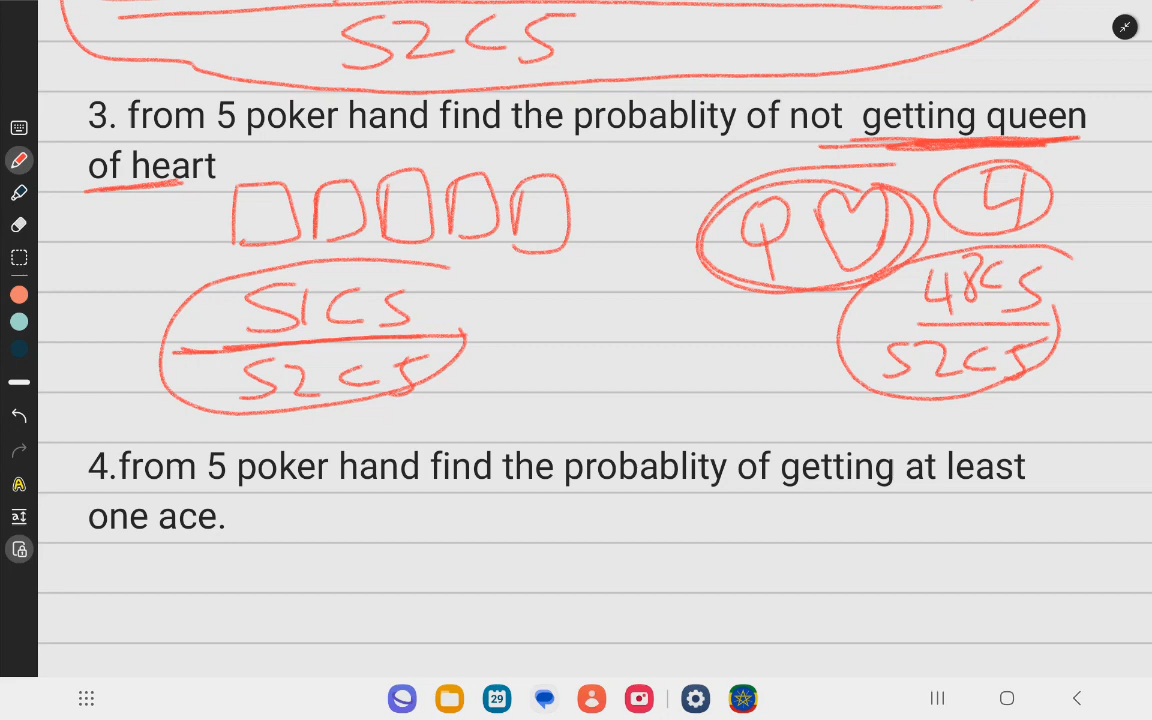 52C5
3. from 5 poker hand find the probablity of not getting queen
of heart
Q 4
51C5
52C5
48C5
52C5
4.from 5 poker hand find the probablity of getting at least
one ace.
29